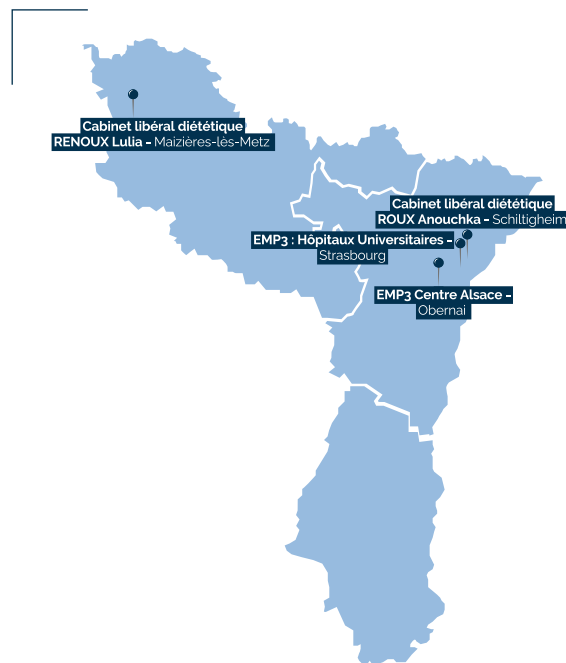 Cabinet libéral diététique
RENOUX Lulia - Maizières-lès-Metz
Cabinet libéral diététique
ROUX Anouchka - Schiltigheim
EMP3 : Hôpitaux Universitaires -
Strasbourg
EMP3 Centre Alsace -
Obernai